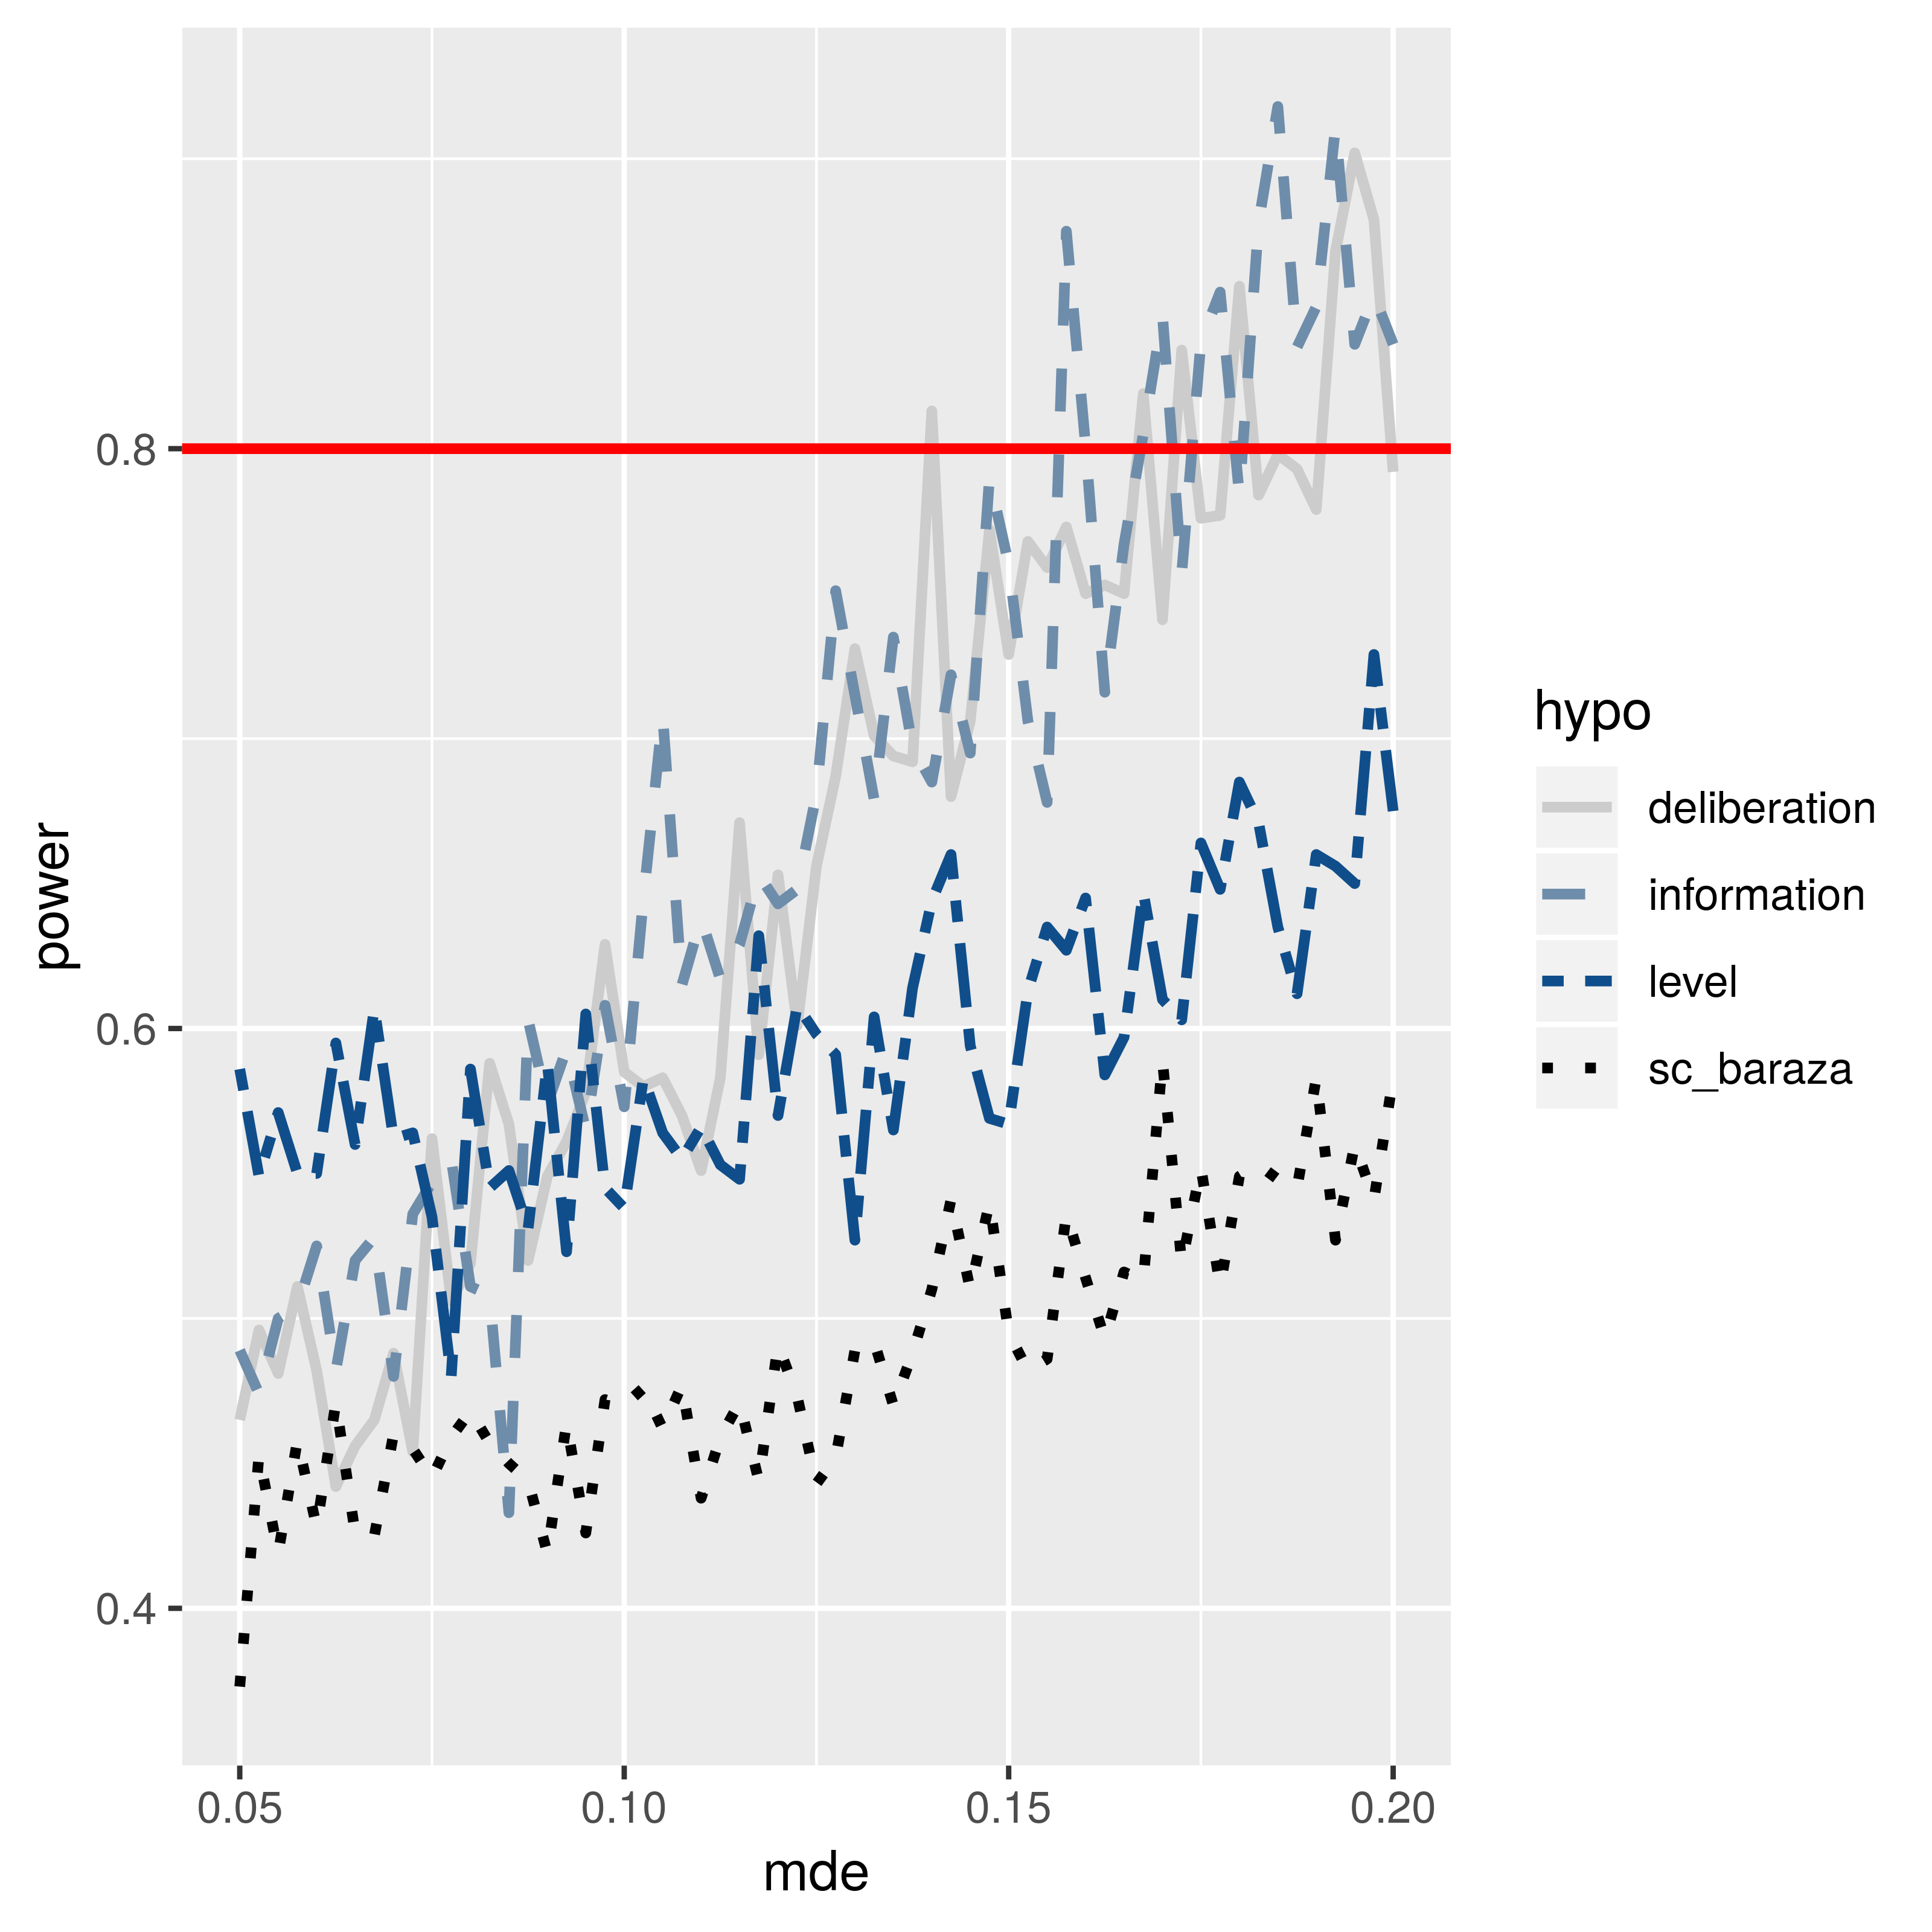 power
0.8
0.6
0.4
0.05 0.10 0.15 0.20
mde
hypo
deliberation
information
level
sc_baraza